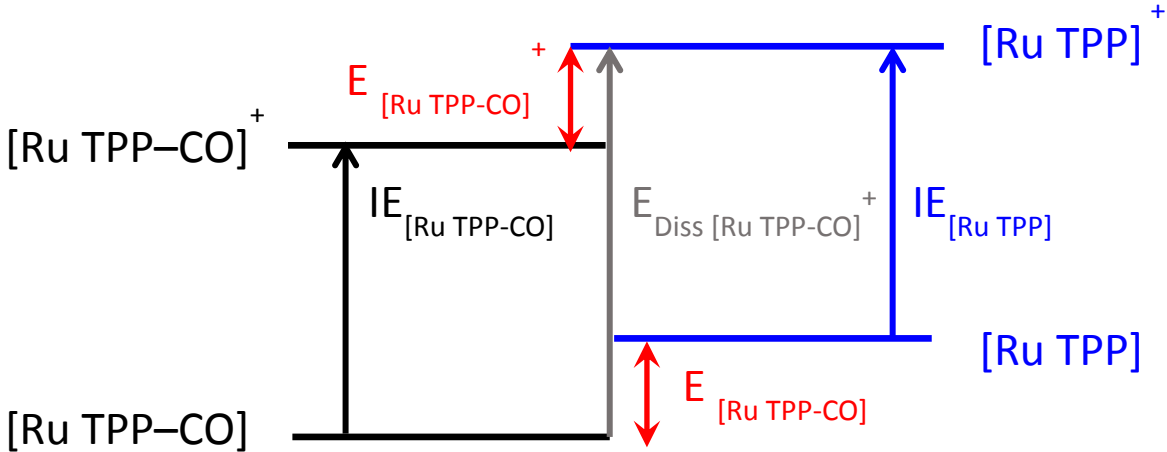 [Ru TPP]+
E [Ru TPP-CO]+
[Ru TPP–CO]+
IE[Ru TPP-CO]
EDiss [Ru TPP-CO]+
IE[Ru TPP]
[Ru TPP]
E [Ru TPP-CO]
[Ru TPP–CO]